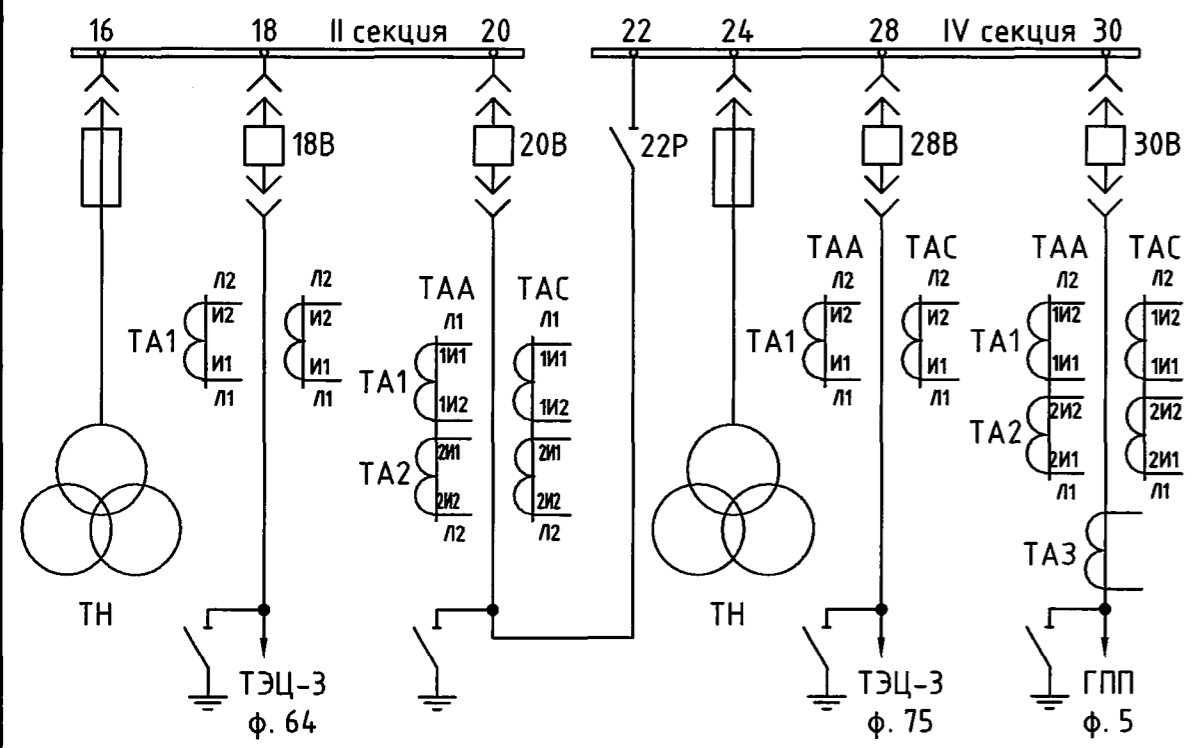 16 18 II секция 20 22 24 28 IV секция 30
18В 20В 22Р 28В 30В
ТАА ТАС ТАА ТАС
Л2 Л2 Л2 Л2
ТАА ТАС
Л2 Л2
Л1 Л1
ТА1 И2 И2
И1 И1
Л1 Л1
ТА1 1И1 1И1
1И2 1И2
ТА2 2И1 2И1
2И2 2И2
Л2 Л2
ТА1 И2 И2
И1 И1
Л1 Л1
ТА1 1И2 1И2
1И1 1И1
ТА2 2И2 2И2
2И1 2И1
Л1 Л1
ТА3
ТН ТН
ТЭЦ-3 ТЭЦ-3 ГПП
ф. 64 ф. 75 ф. 5